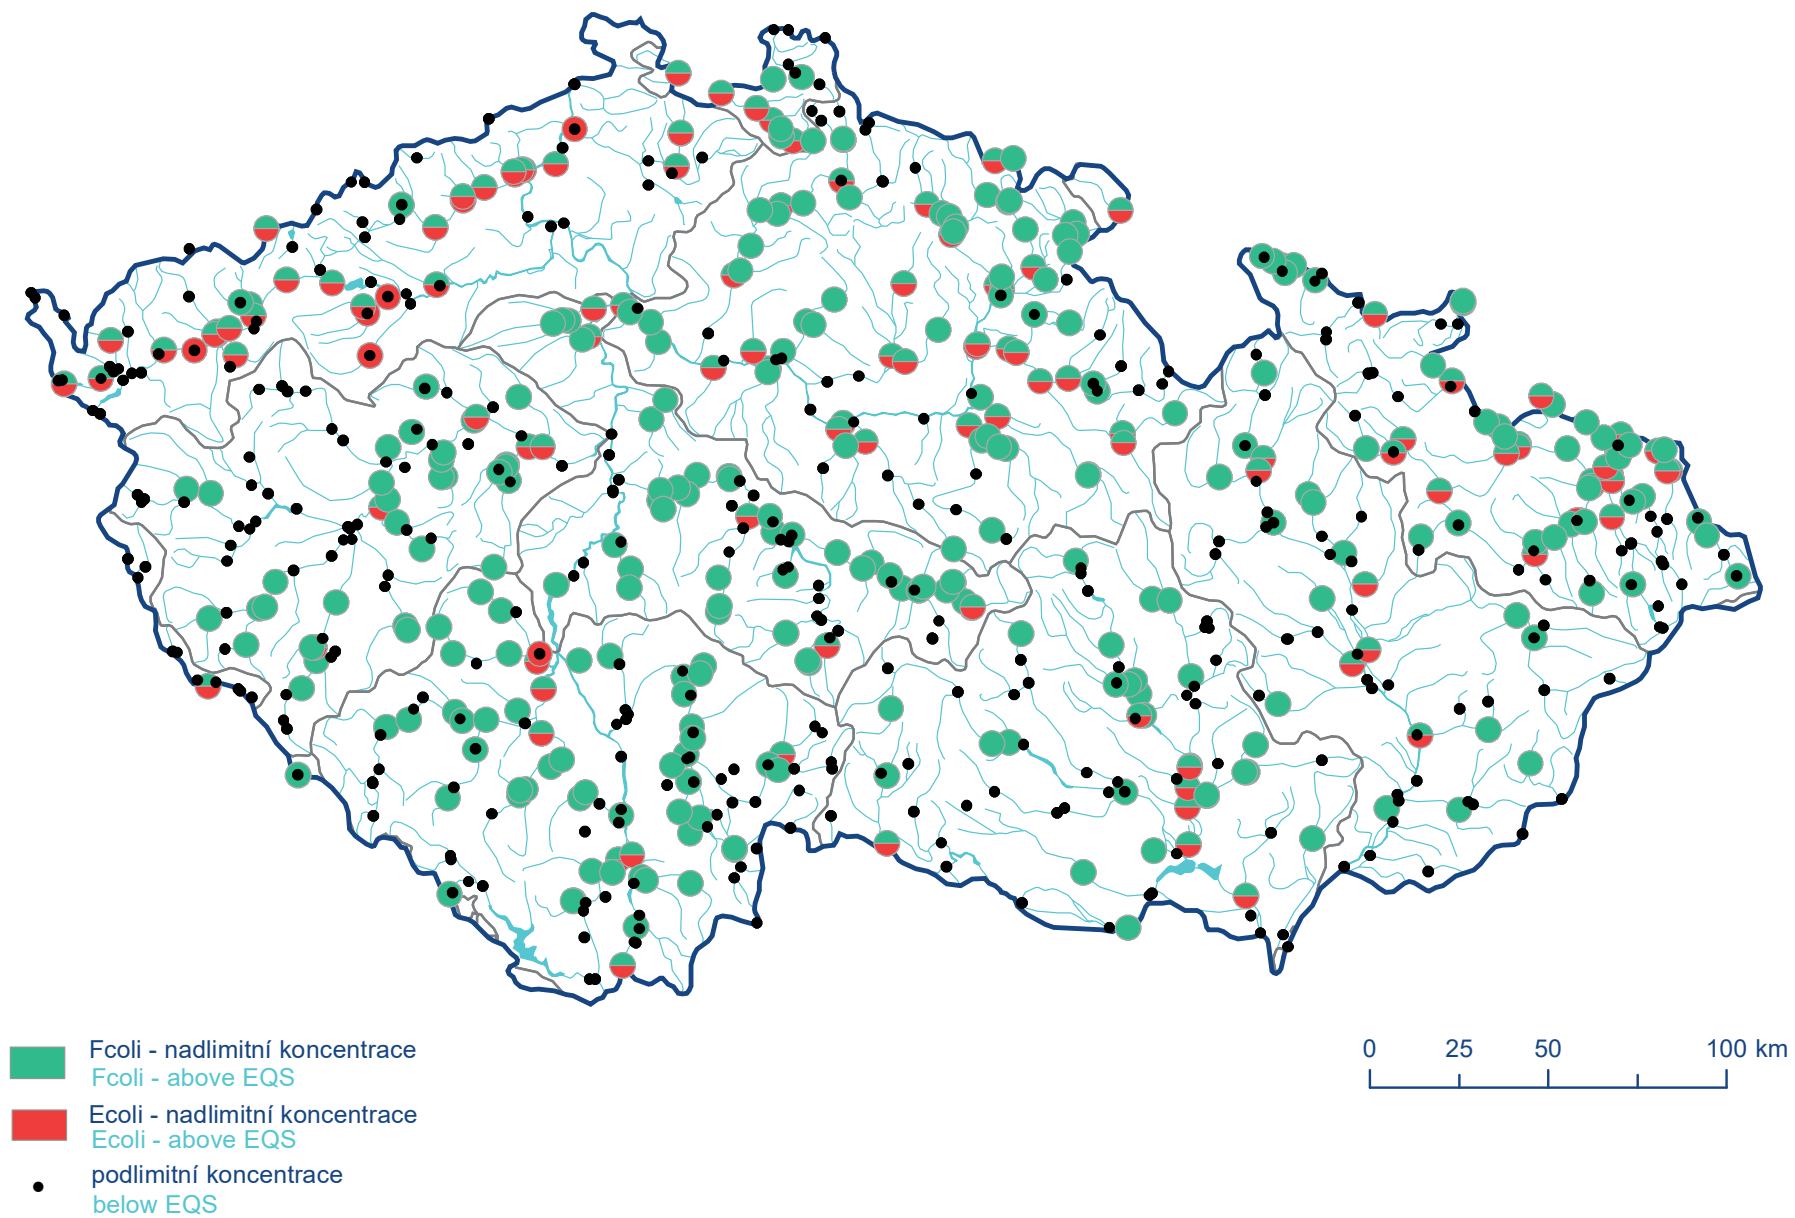 Fcoli - nadlimitní koncentrace
Fcoli - above EQS
Ecoli - nadlimitní koncentrace
Ecoli - above EQS
podlimitní koncentrace
below EQS
0 25 50 100 km